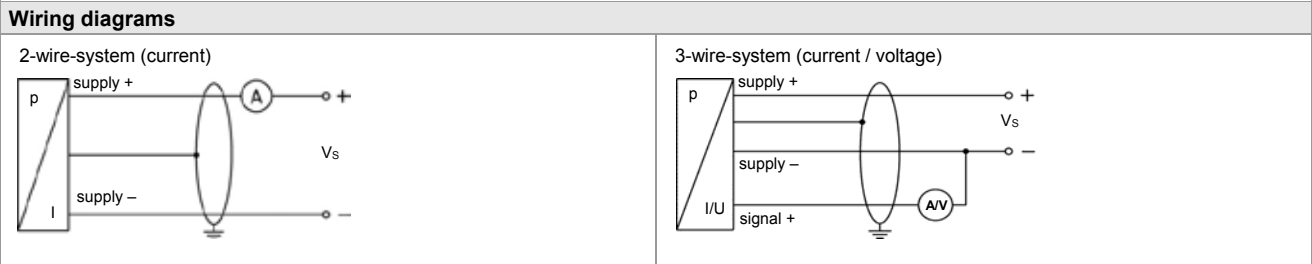 Wiring diagrams
2-wire-system (current)
p
supply +
A
+
Vs
supply –
I
–
3-wire-system (current / voltage)
p
supply +
+
Vs
supply –
–
I/U
signal +
A/V